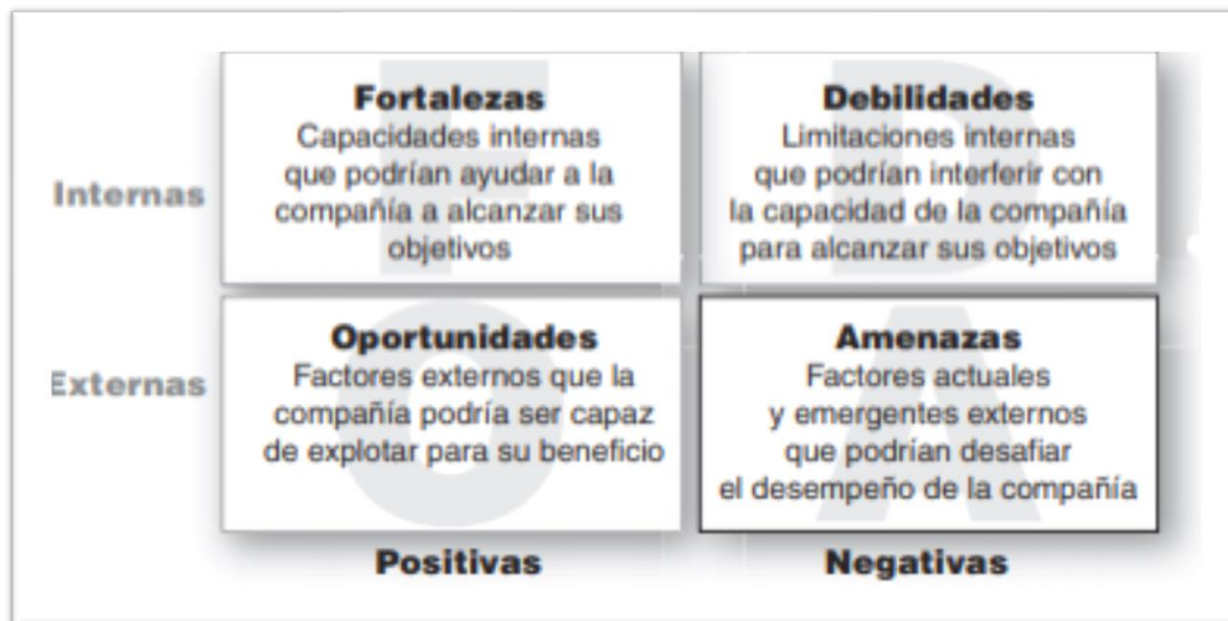 Internas
Fortalezas
Capacidades internas
que podrían ayudar a la
compañía a alcanzar sus
objetivos
Debilidades
Limitaciones internas
que podrían interferir con
la capacidad de la compañía
para alcanzar sus objetivos
Externas
Oportunidades
Factores externos que la
compañía podría ser capaz
de explotar para su beneficio
Amenazas
Factores actuales
y emergentes externos
que podrían desafiar
el desempeño de la compañía
Positivas
Negativas
F
D
O
A